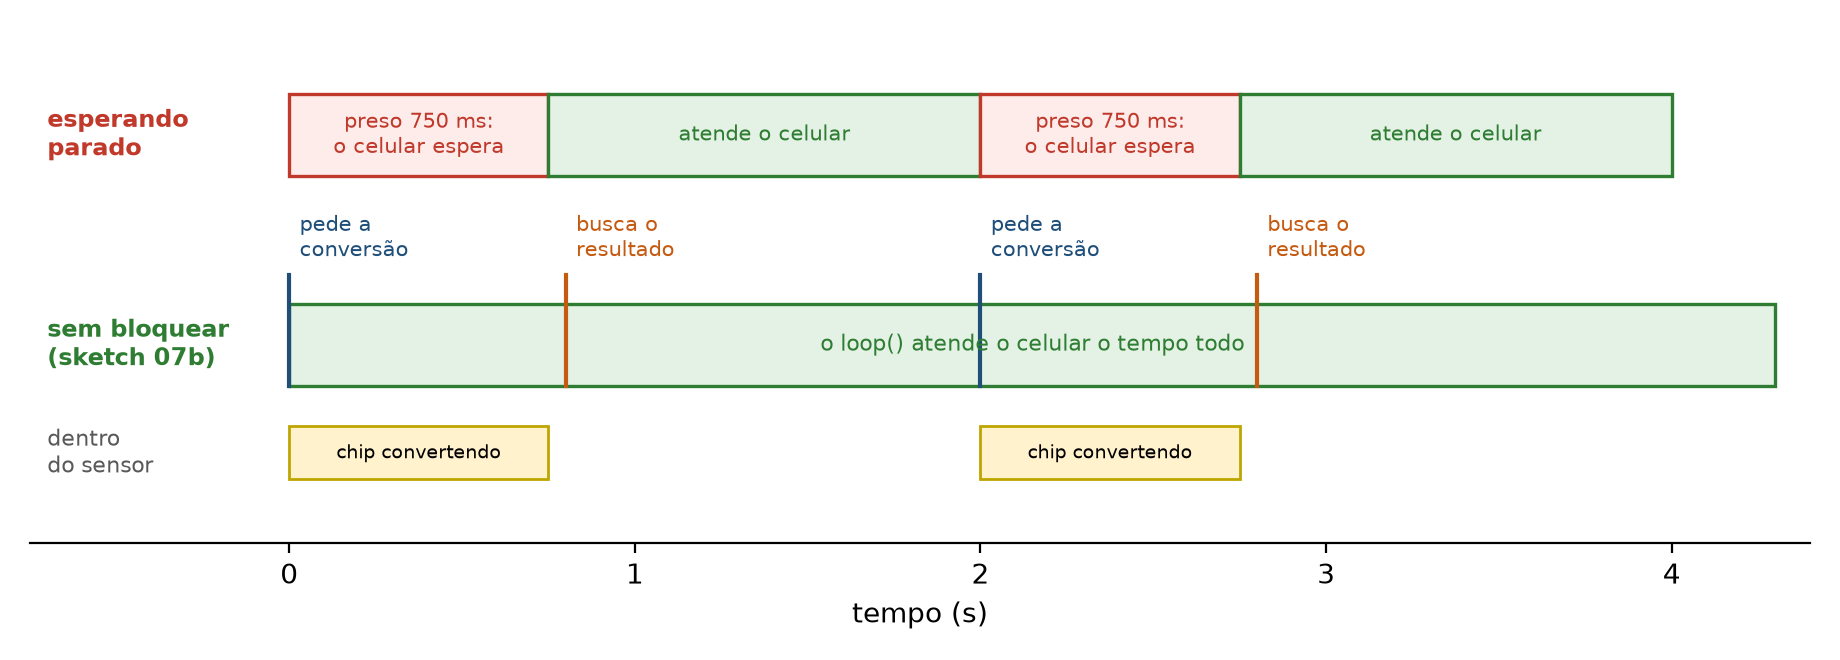 esperando
parado
preso 750 ms:
o celular espera
atende o celular
preso 750 ms:
o celular espera
atende o celular
pede a
conversão
busca o
resultado
pede a
conversão
busca o
resultado
sem bloquear
(sketch 07b)
o loop() atende o celular o tempo todo
dentro
do sensor
chip convertendo
chip convertendo
0 1 2 3 4
tempo (s)